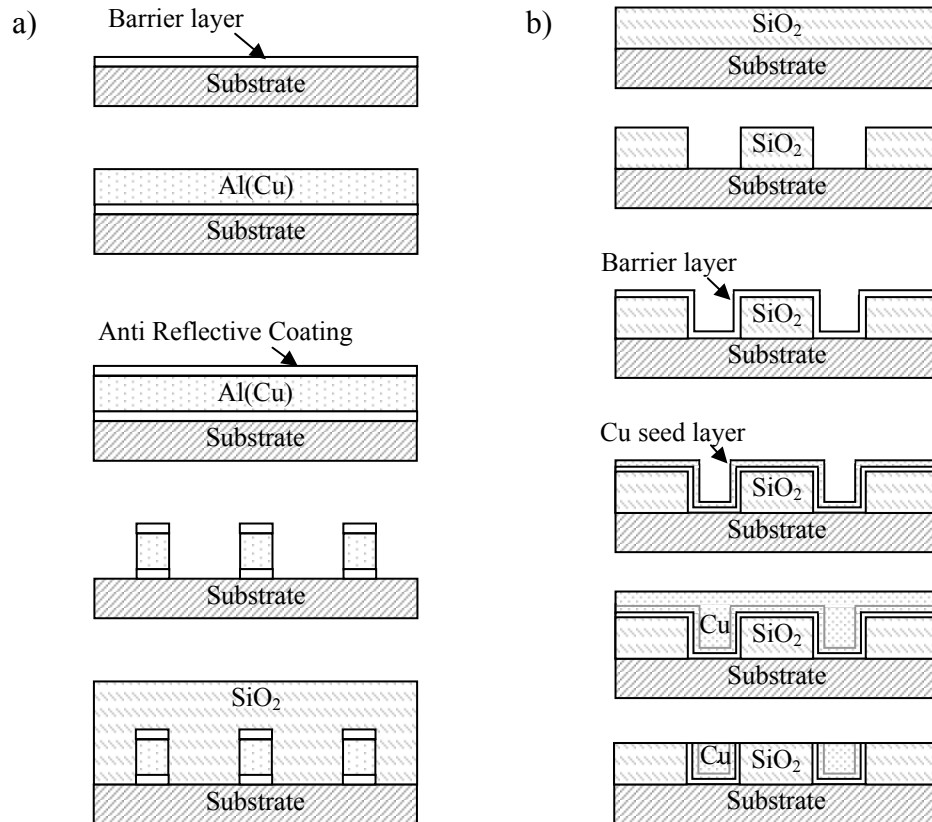 a)
Barrier layer
Substrate
Al(Cu)
Substrate
Anti Reflective Coating
Al(Cu)
Substrate
Substrate
SiO₂
Substrate
b)
SiO₂
Substrate
SiO₂
Substrate
Barrier layer
SiO₂
Substrate
Cu seed layer
SiO₂
Substrate
Cu SiO₂
Substrate
Cu SiO₂
Substrate